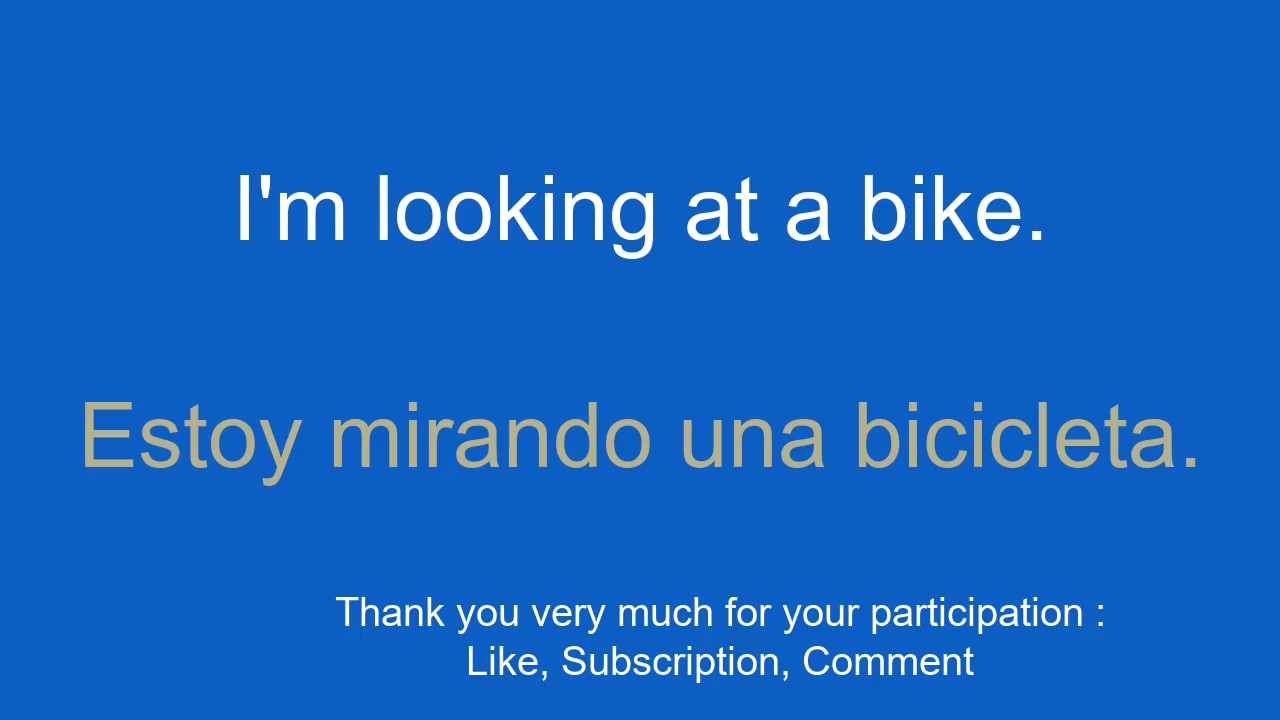 I'm looking at a bike.
Estoy mirando una bicicleta.
Thank you very much for your participation :
Like, Subscription, Comment